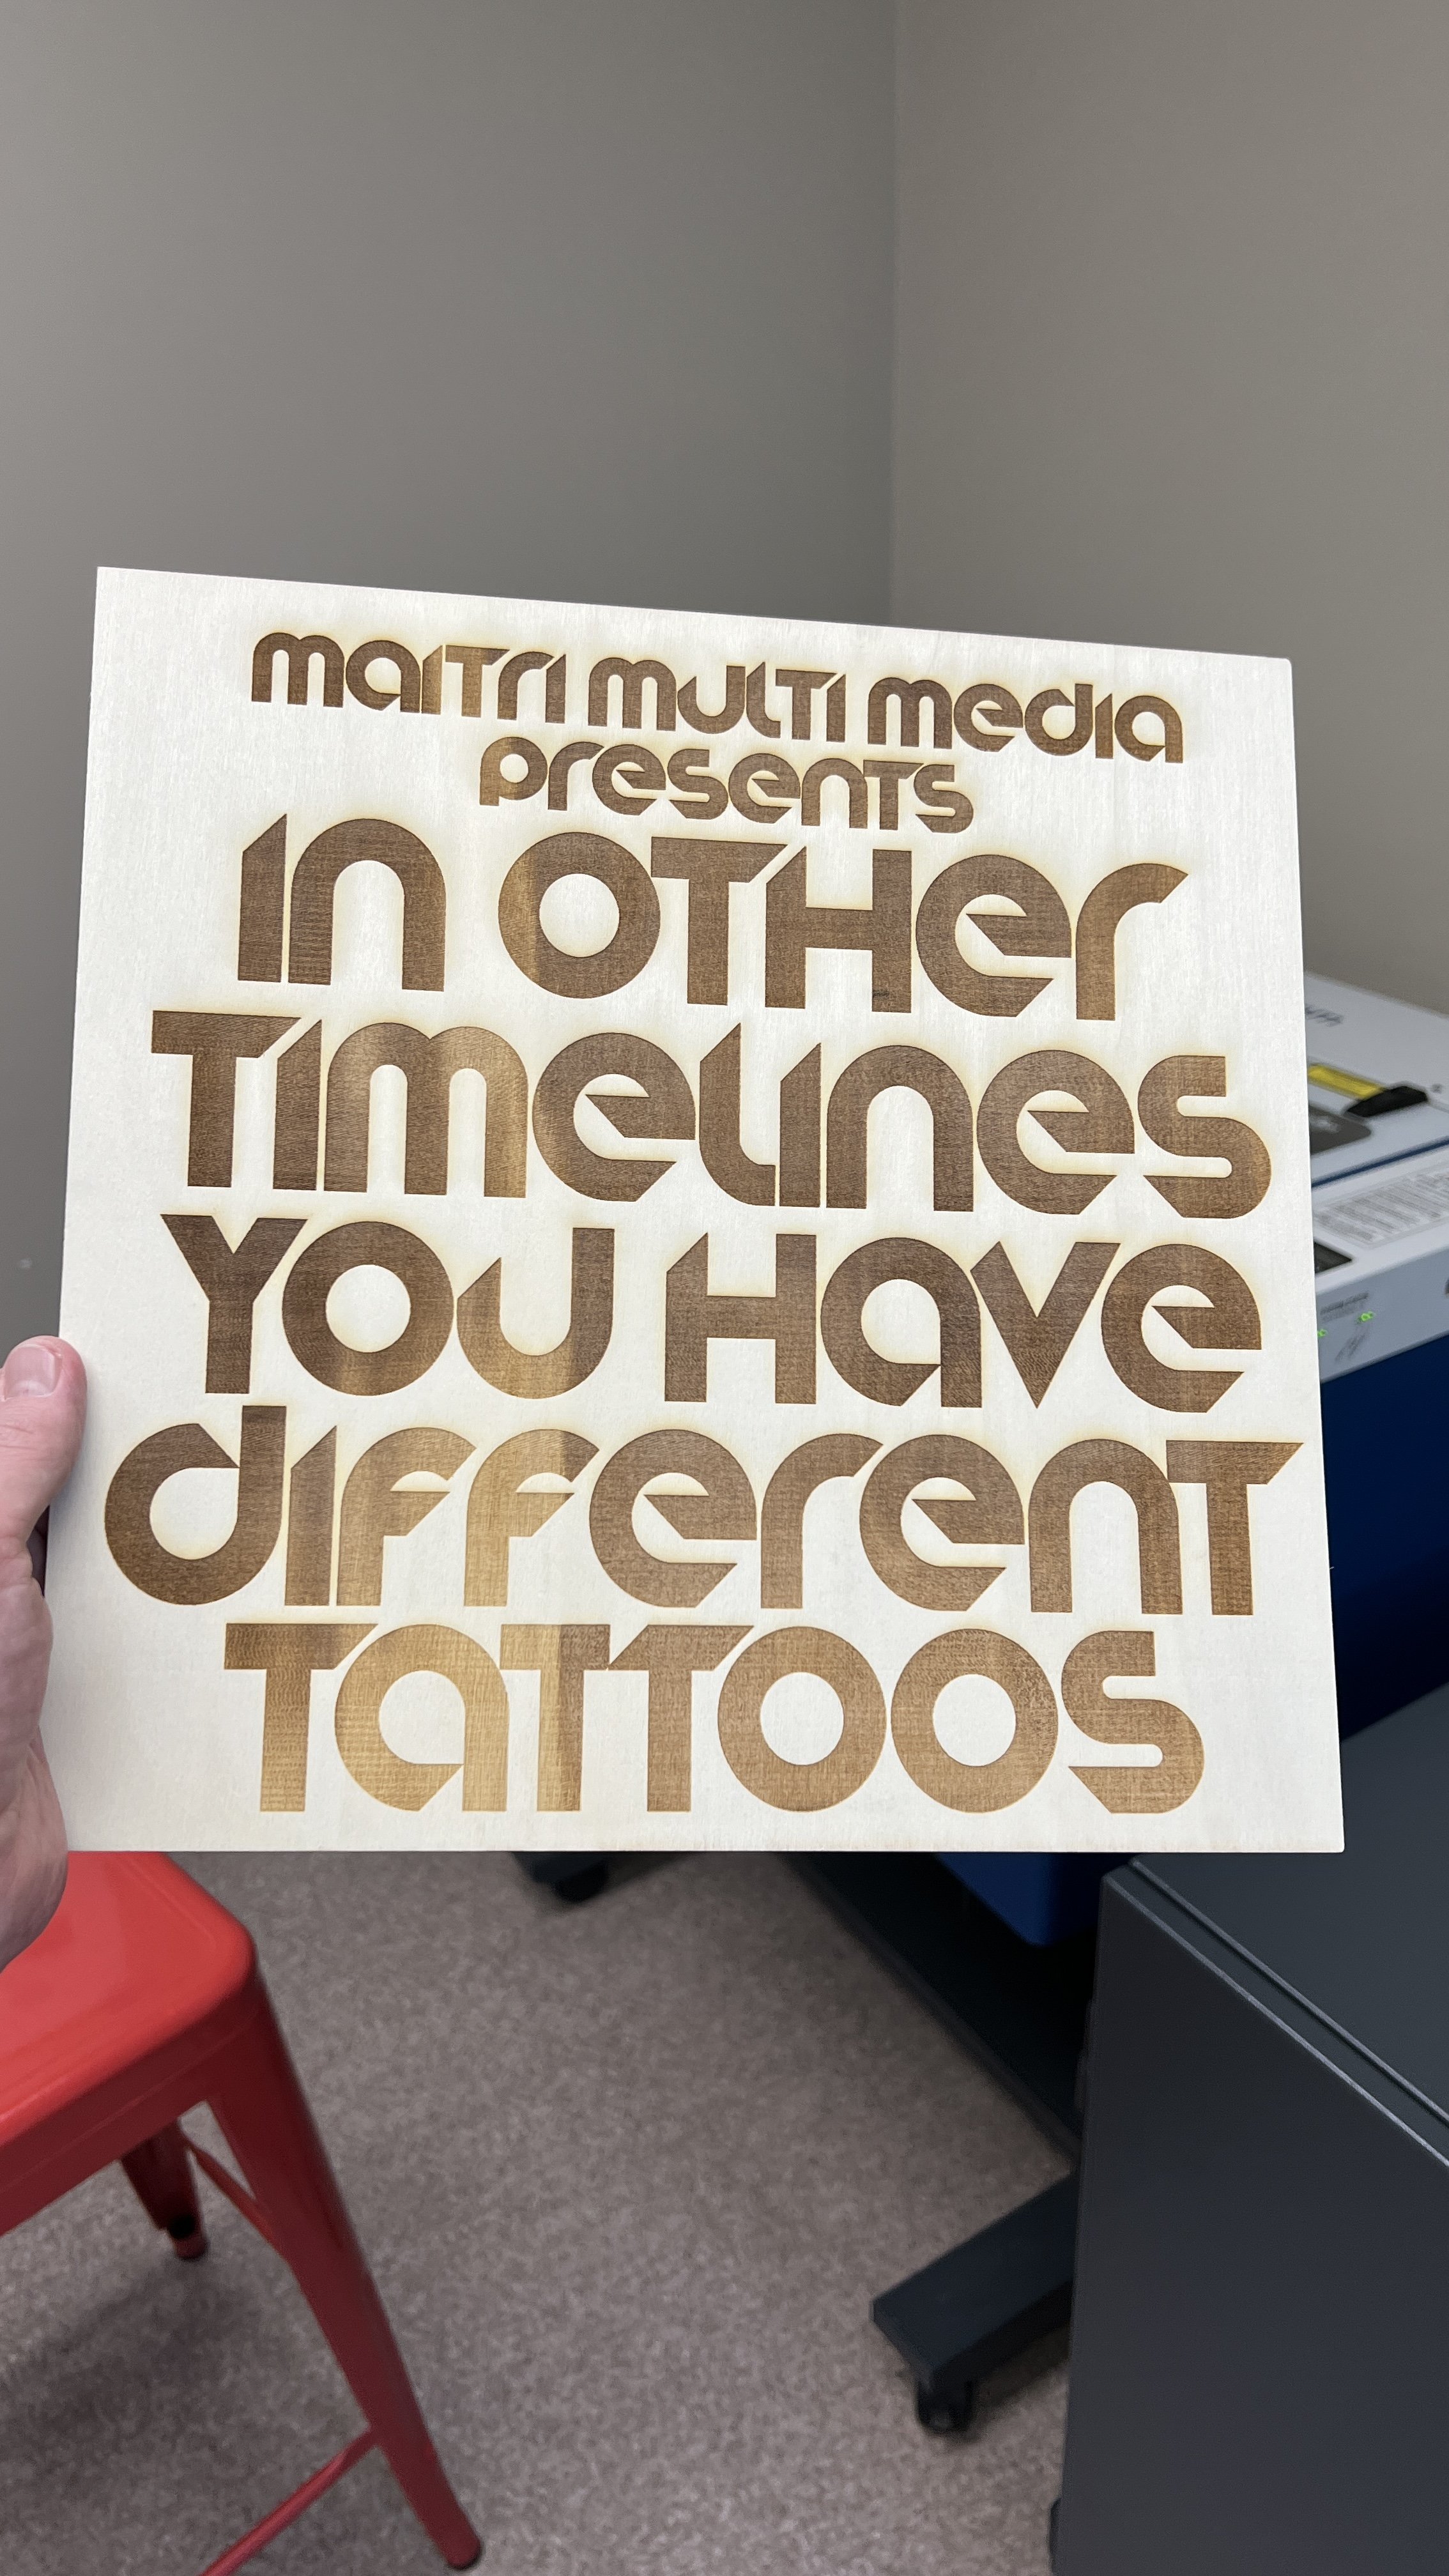 maITrI mulTI medIa
presenTs
In OTHer
TImelInes
YOu Have
dIfferenT
TaTTOOs